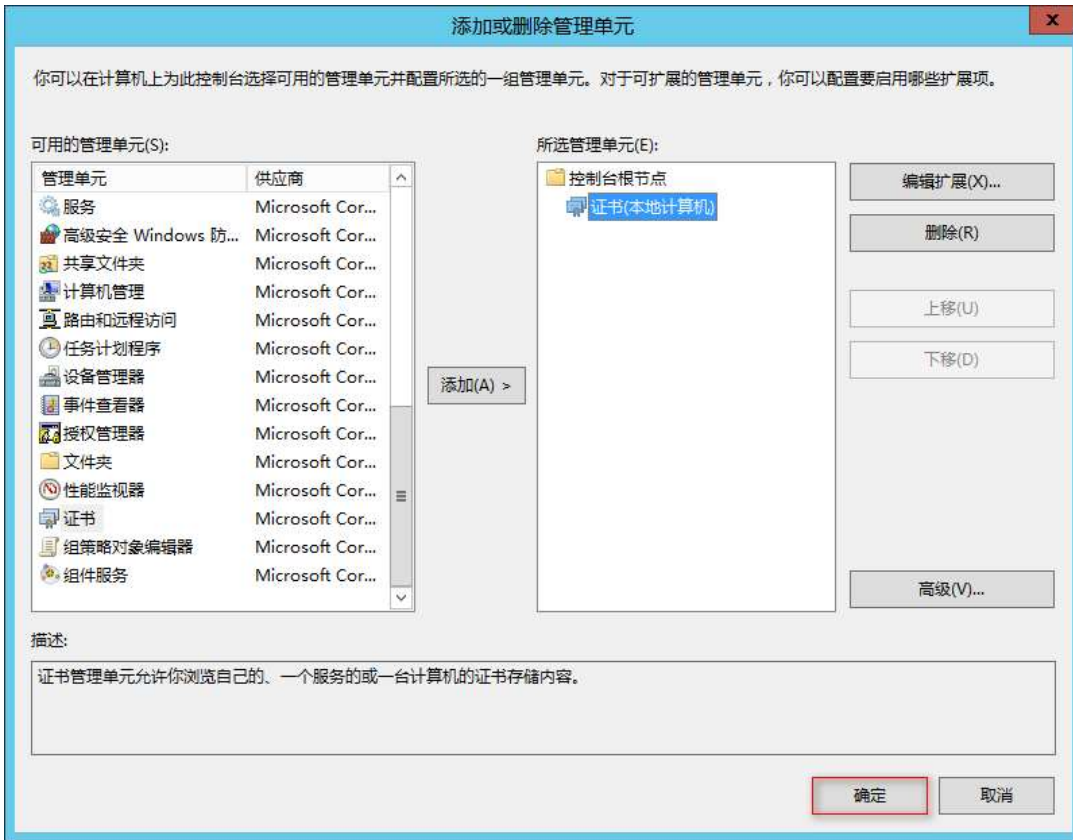 添加或删除管理单元
x
你可以在计算机上为此控制台选择可用的管理单元并配置所选的一组管理单元。对于可扩展的管理单元，你可以配置要启用哪些扩展项。
可用的管理单元(S):
管理单元 供应商
服务 Microsoft Cor...
高级安全 Windows 防... Microsoft Cor...
共享文件夹 Microsoft Cor...
计算机管理 Microsoft Cor...
路由和远程访问 Microsoft Cor...
任务计划程序 Microsoft Cor...
设备管理器 Microsoft Cor...
事件查看器 Microsoft Cor...
授权管理器 Microsoft Cor...
文件夹 Microsoft Cor...
性能监视器 Microsoft Cor...
证书 Microsoft Cor...
组策略对象编辑器 Microsoft Cor...
组件服务 Microsoft Cor...
添加(A) >
所选管理单元(E):
控制台根节点
证书(本地计算机)
编辑扩展(X)...
删除(R)
上移(U)
下移(D)
高级(V)...
描述:
证书管理单元允许你浏览自己的、一个服务的或一台计算机的证书存储内容。
确定
取消